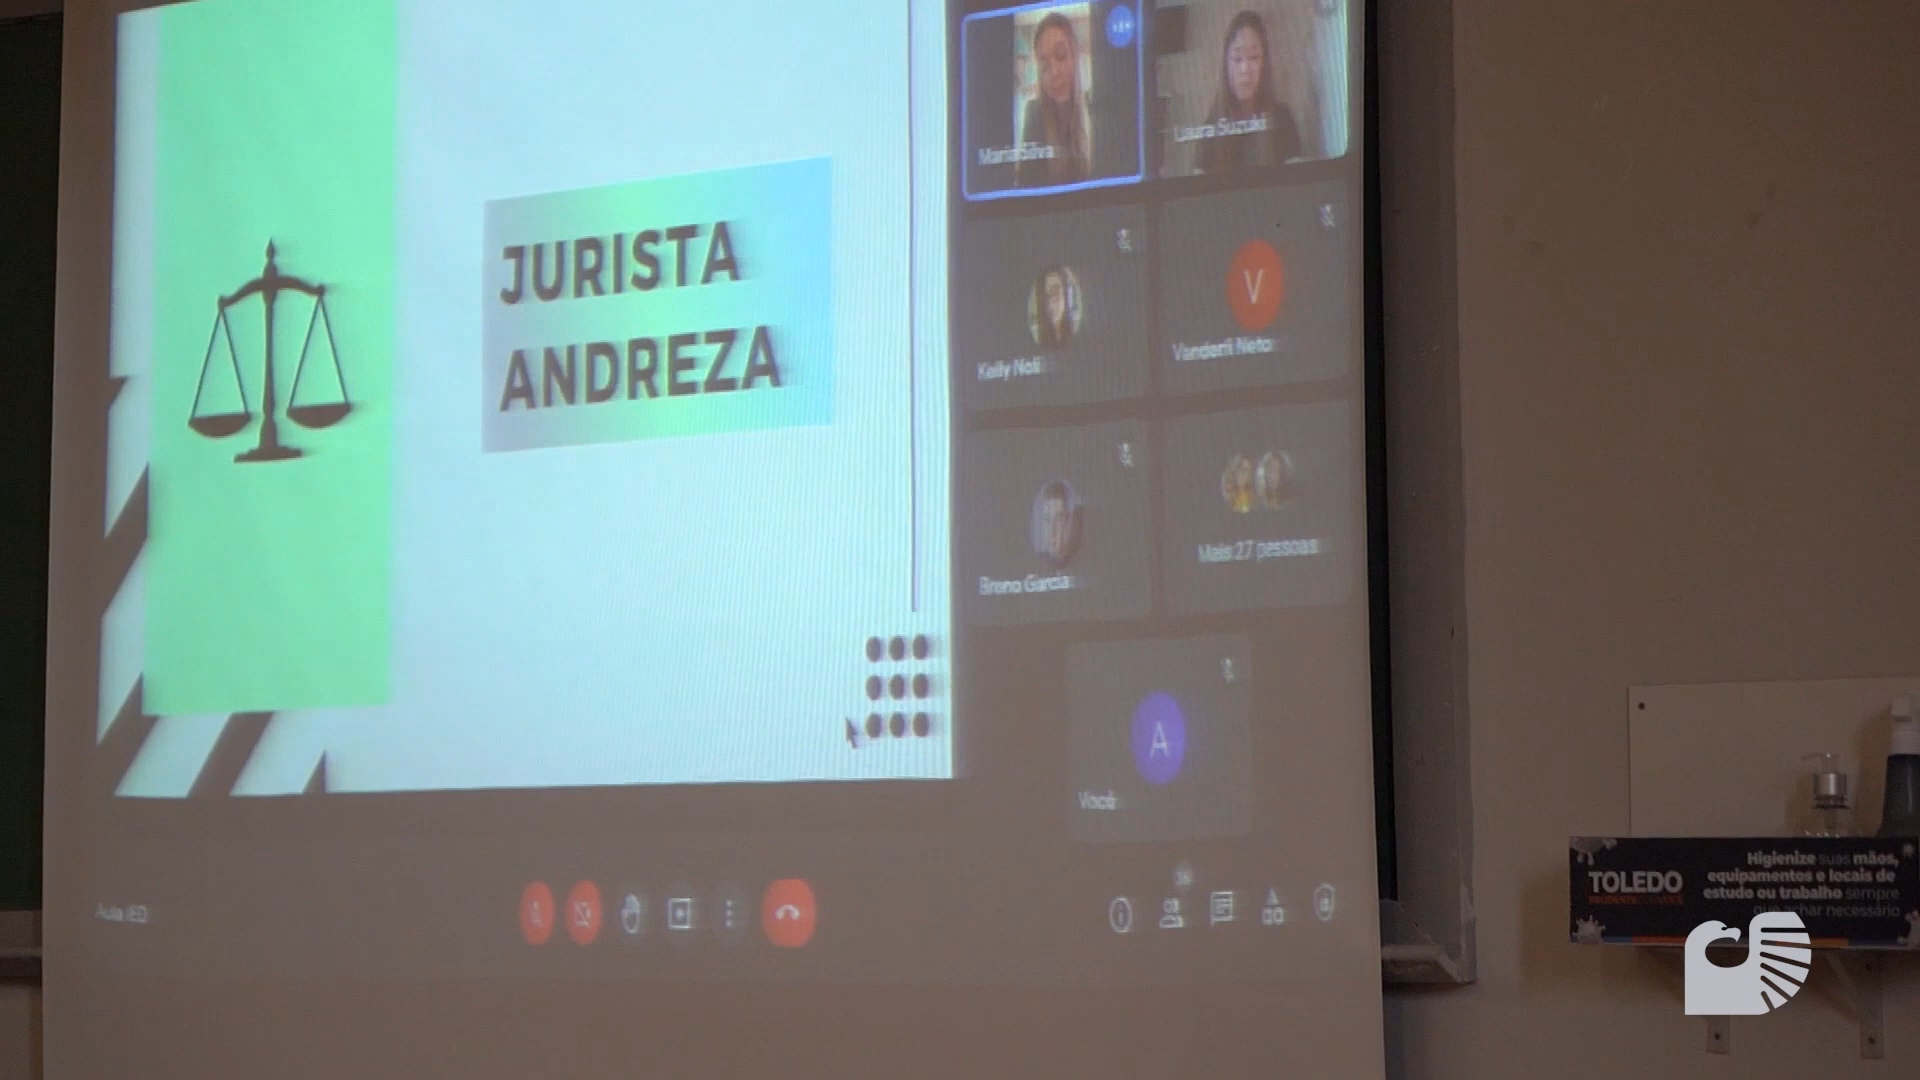 JURISTA
ANDREZA
Maria Silva
Laura Suzuki
Kelly Noli
V
Vanderli Neto
Breno Garcia
Mais 27 pessoas
A
Você
Aula IED
TOLEDO
Higienize suas mãos,
equipamentos e locais de
estudo ou trabalho sempre
que achar necessário